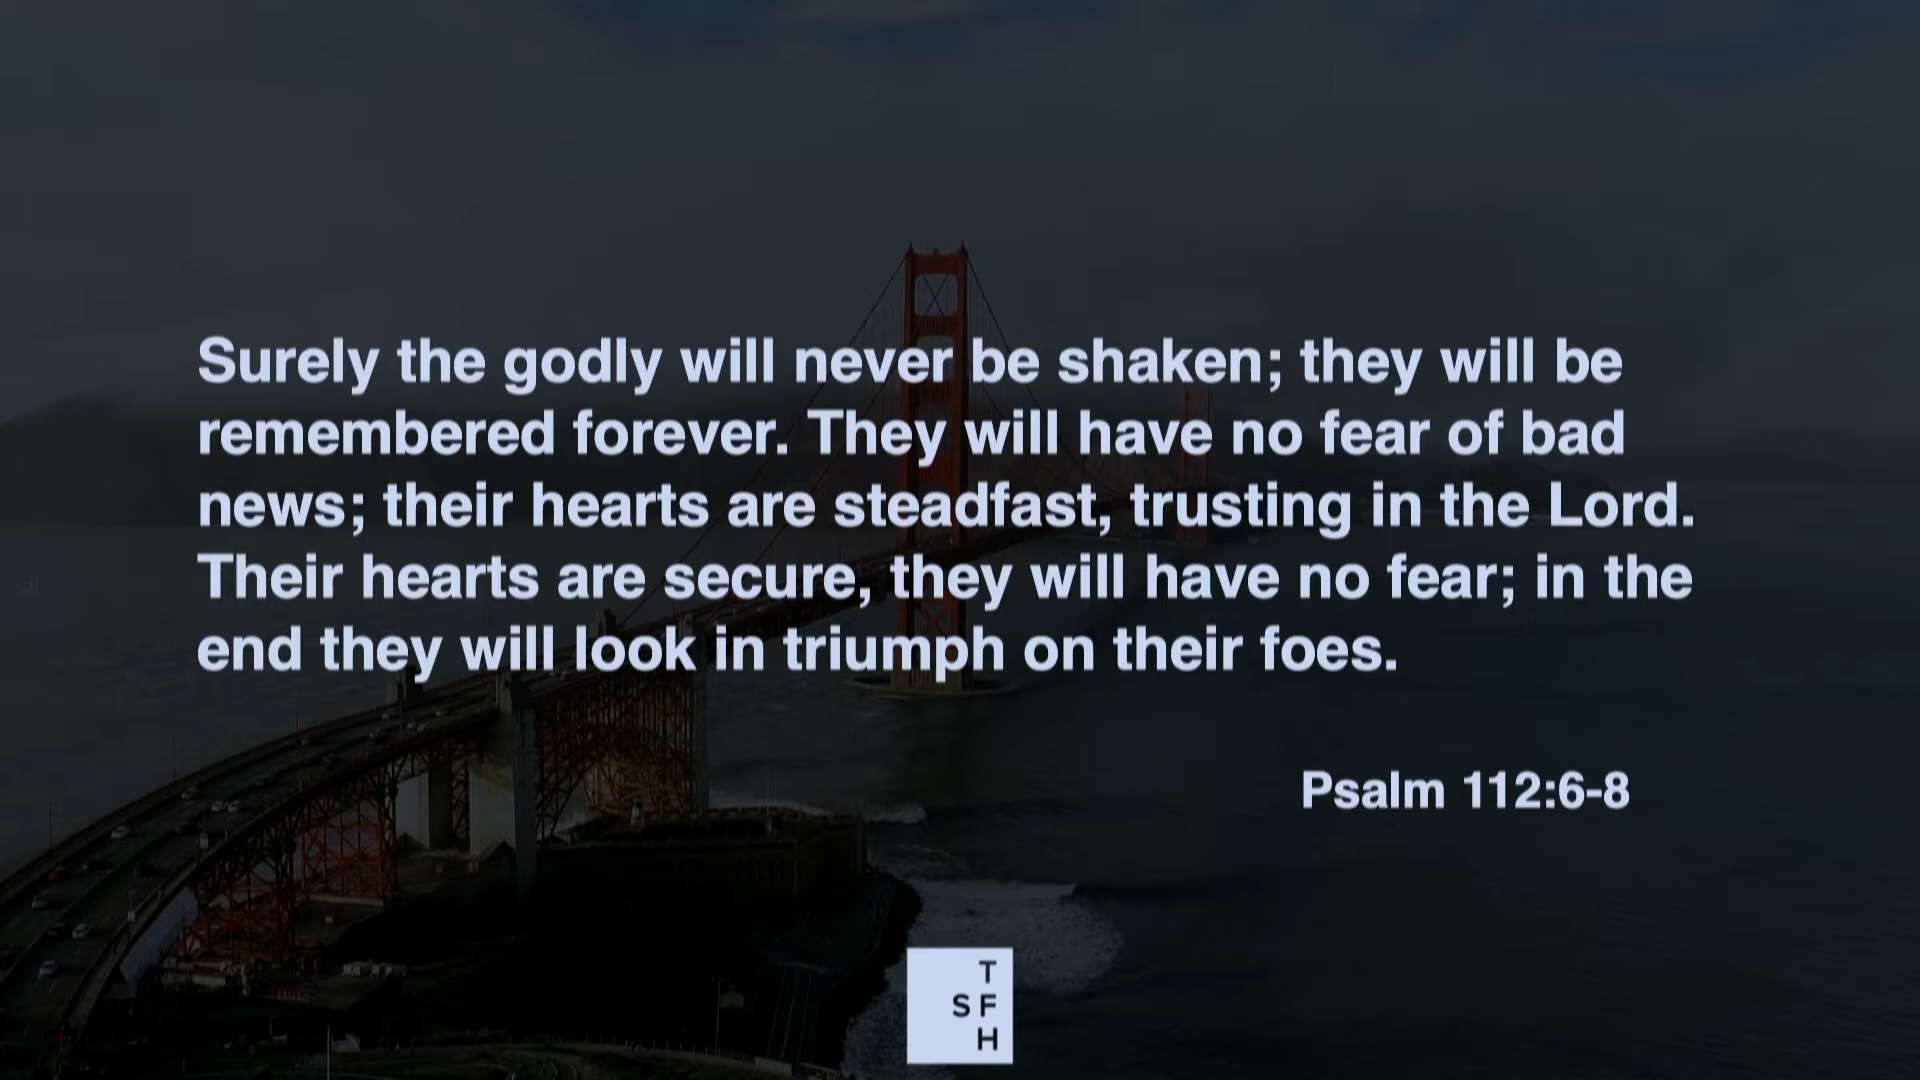 Surely the godly will never be shaken; they will be
remembered forever. They will have no fear of bad
news; their hearts are steadfast, trusting in the Lord.
Their hearts are secure, they will have no fear; in the
end they will look in triumph on their foes.
Psalm 112:6-8
T
SF
H